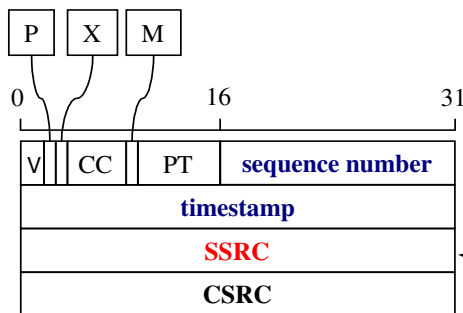 P X M
0 16 31
V CC PT sequence number
timestamp
SSRC
CSRC